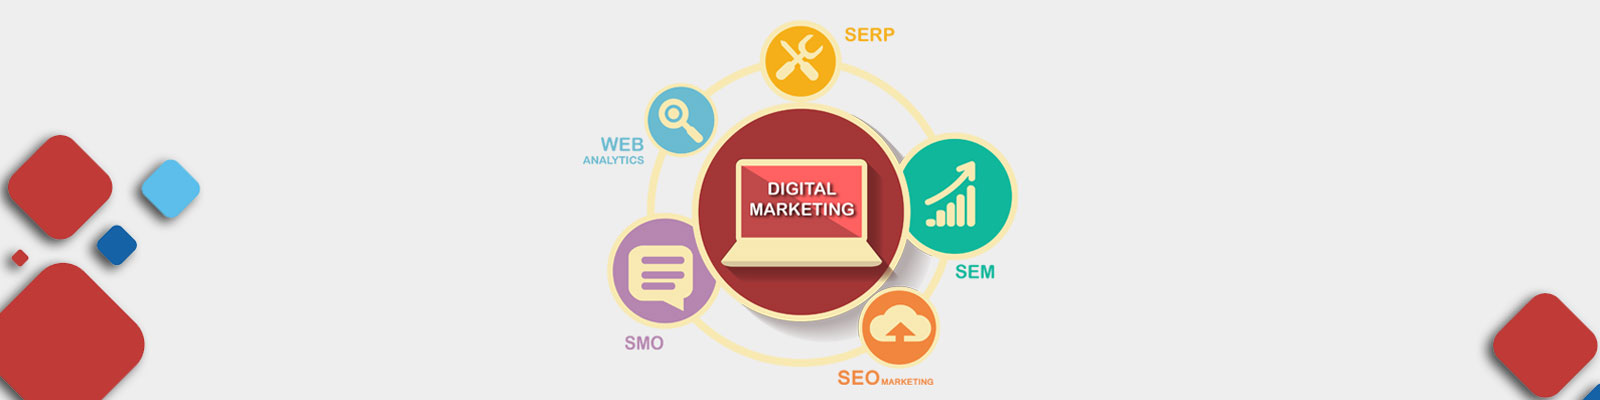 SERP
WEB
ANALYTICS
DIGITAL
MARKETING
SEM
SMO
SEO MARKETING